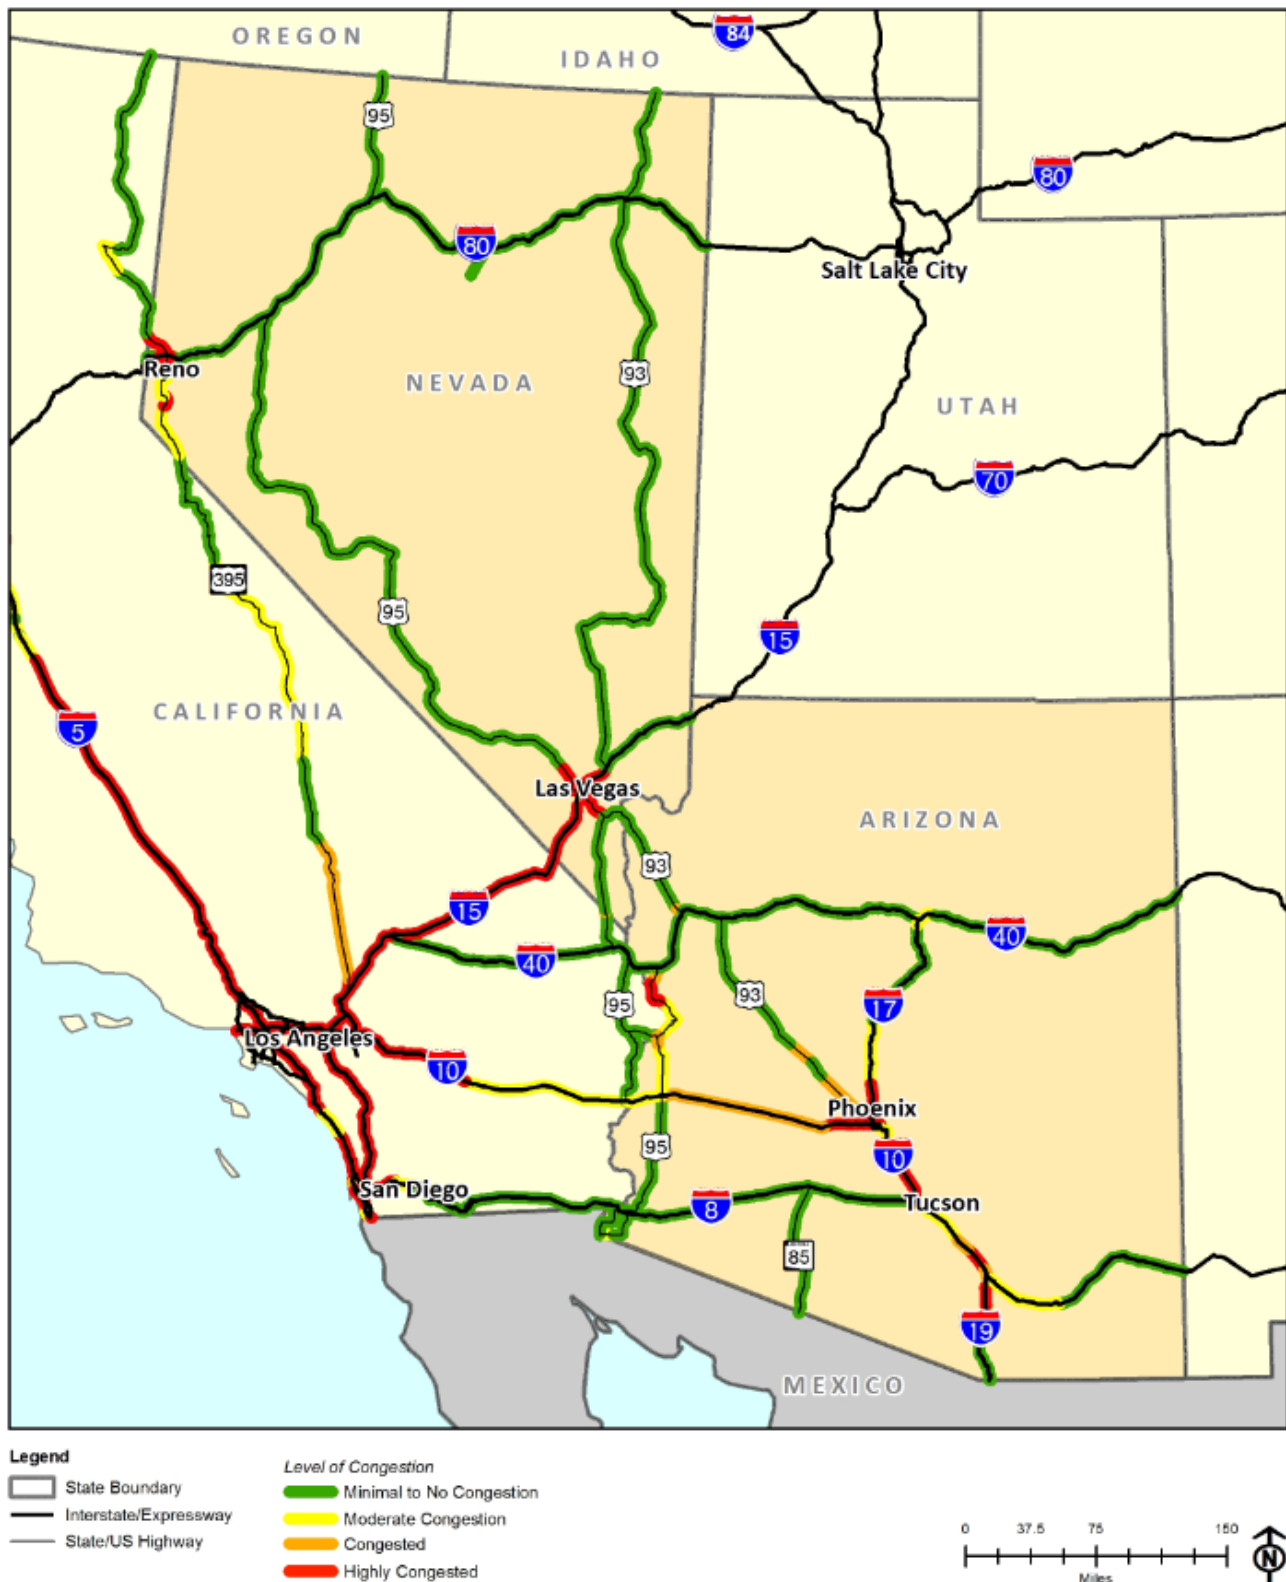 OREGON
IDAHO
84
95
80
80
Salt Lake City
Reno
NEVADA
93
UTAH
70
395
95
15
CALIFORNIA
5
Las Vegas
ARIZONA
93
15
40
40
95
93
17
Los Angeles
10
Phoenix
95
10
San Diego
8
Tucson
85
19
MEXICO
Legend
State Boundary
Interstate/Expressway
State/US Highway
Level of Congestion
Minimal to No Congestion
Moderate Congestion
Congested
Highly Congested
0 37.5 75 150
Miles
N